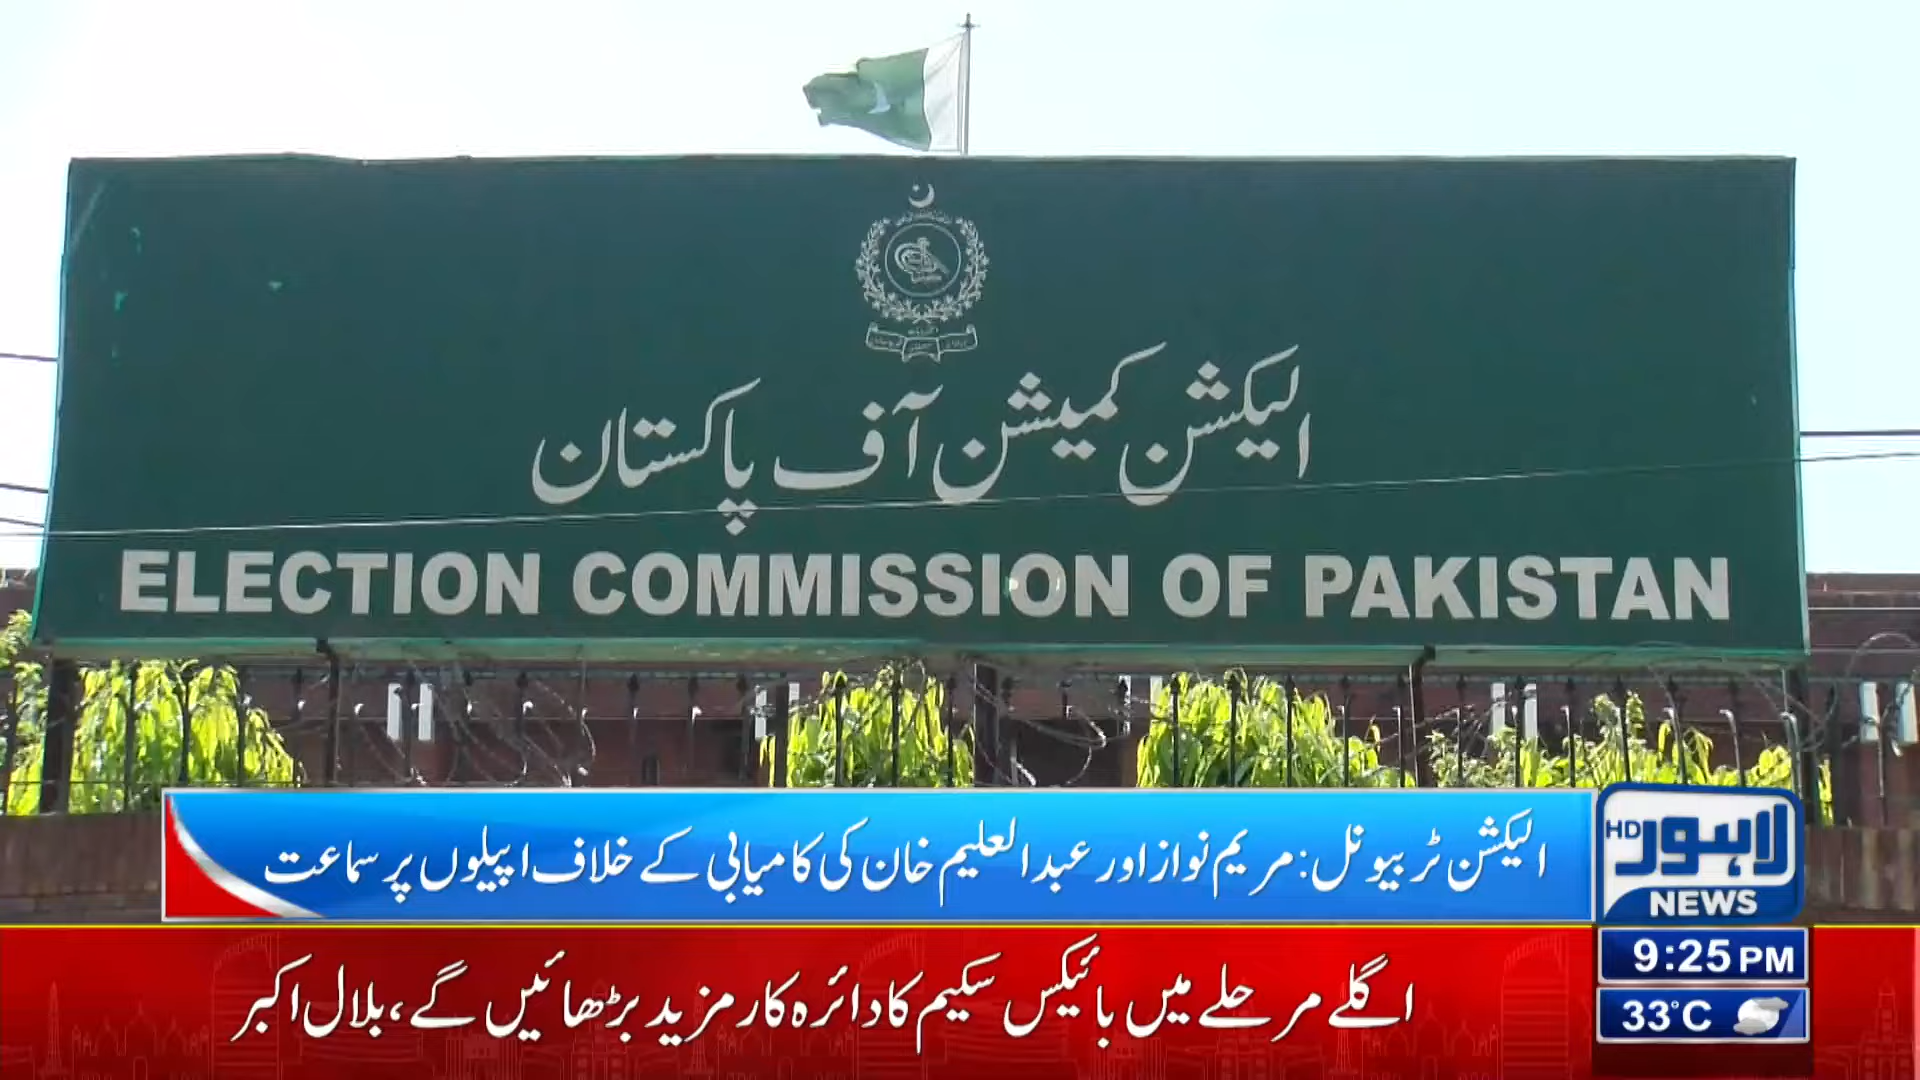 الیکشن کمیشن آف پاکستان
ELECTION COMMISSION OF PAKISTAN
الیکشن ٹربیونل: مریم نواز اور عبدالعلیم خان کی کامیابی کے خلاف اپیلوں پر سماعت
لاہور HD
NEWS
اگلے مرحلے میں بائیکس سکیم کا دائرہ کار مزید بڑھائیں گے، بلال اکبر
9:25 PM
33°C